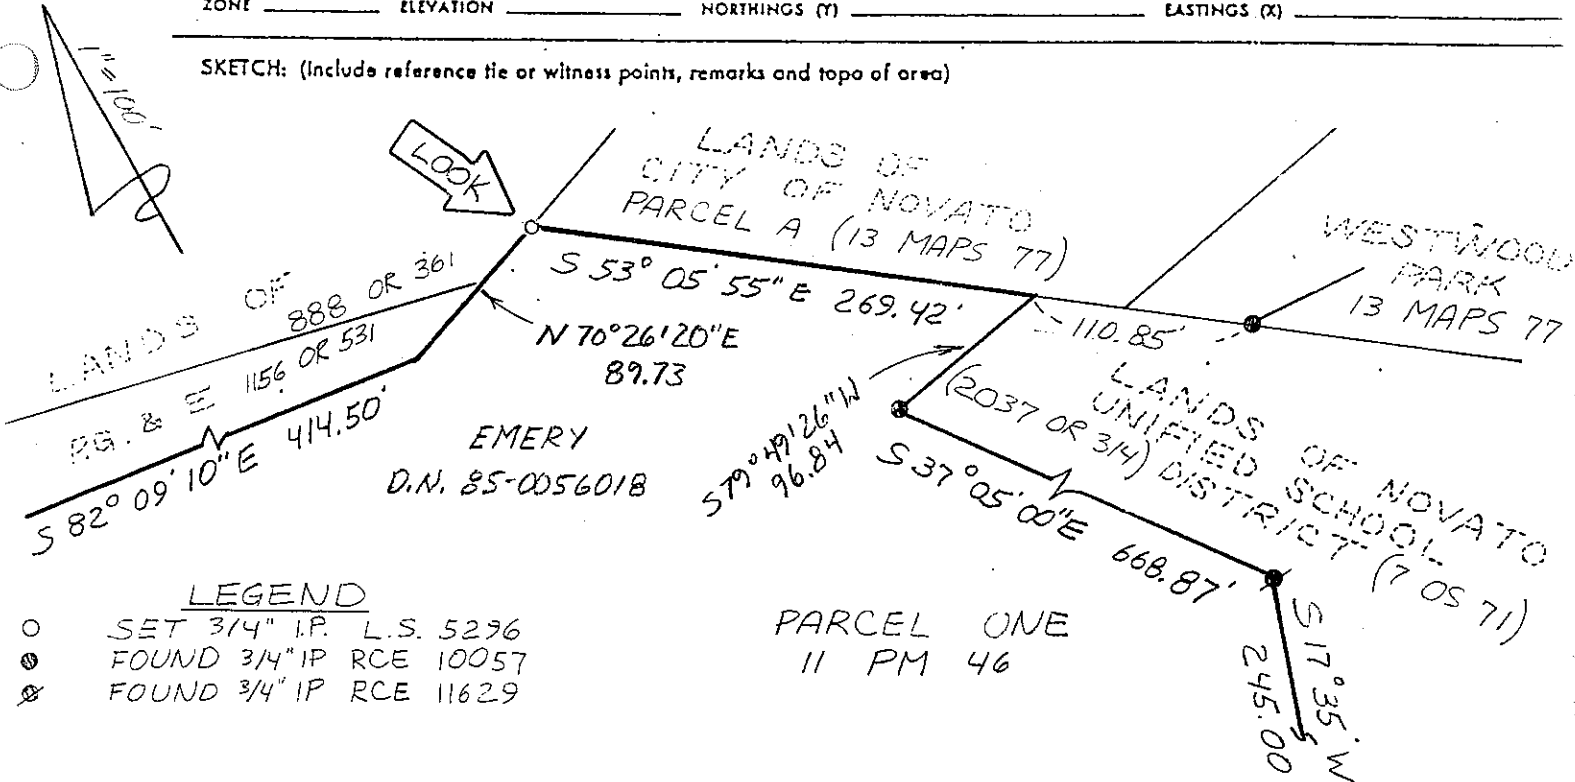 ZONE ELEVATION NORTHINGS (Y) EASTINGS (X)
SKETCH: (Include reference tie or witness points, remarks and topo of area)
1"=100'
LOOK
LANDS OF
CITY OF NOVATO
PARCEL A (13 MAPS 77)
WESTWOOD
PARK
13 MAPS 77
S 53° 05' 55" E 269.42'
110.85'
LANDS OF
P.G. & E
888 OR 361
1156 OR 531
N 70°26'20"E
89.73
S 82° 09' 10" E 414.50'
EMERY
D.N. 85-0056018
S79°49'26"W
96.84
LANDS OF NOVATO
UNIFIED SCHOOL
DISTRICT (7 OS 71)
(2037 OR 314)
S 37° 05' 00"E 668.87'
S 17° 35' W
245.00
LEGEND
SET 3/4" I.P. L.S. 5296
FOUND 3/4" IP RCE 10057
FOUND 3/4" IP RCE 11629
PARCEL ONE
11 PM 46